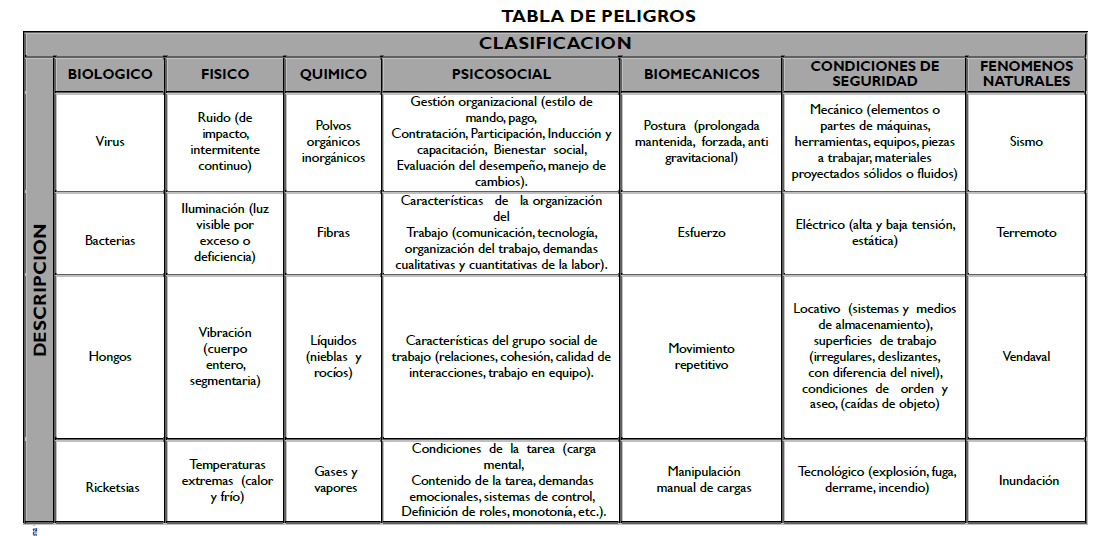 TABLA DE PELIGROS
CLASIFICACION
DESCRIPCION
BIOLOGICO
FISICO
QUIMICO
PSICOSOCIAL
BIOMECANICOS
CONDICIONES DE
SEGURIDAD
FENOMENOS
NATURALES
Virus
Ruido (de
impacto,
intermitente
continuo)
Polvos
orgánicos
inorgánicos
Gestión organizacional (estilo de
mando, pago,
Contratación, Participación, Inducción y
capacitación, Bienestar social,
Evaluación del desempeño, manejo de
cambios).
Postura (prolongada
mantenida, forzada, anti
gravitacional)
Mecánico (elementos o
partes de máquinas,
herramientas, equipos, piezas
a trabajar, materiales
proyectados sólidos o fluidos)
Sismo
Bacterias
Iluminación (luz
visible por
exceso o
deficiencia)
Fibras
Características de la organización
del
Trabajo (comunicación, tecnología,
organización del trabajo, demandas
cualitativas y cuantitativas de la labor).
Esfuerzo
Eléctrico (alta y baja tensión,
estática)
Terremoto
Hongos
Vibración
(cuerpo
entero,
segmentaria)
Líquidos
(nieblas y
rocíos)
Características del grupo social de
trabajo (relaciones, cohesión, calidad de
interacciones, trabajo en equipo).
Movimiento
repetitivo
Locativo (sistemas y medios
de almacenamiento),
superficies de trabajo
(irregulares, deslizantes,
con diferencia del nivel),
condiciones de orden y
aseo, (caídas de objeto)
Vendaval
Ricketsias
Temperaturas
extremas (calor
y frío)
Gases y
vapores
Condiciones de la tarea (carga
mental,
Contenido de la tarea, demandas
emocionales, sistemas de control,
Definición de roles, monotonía, etc.).
Manipulación
manual de cargas
Tecnológico (explosión, fuga,
derrame, incendio)
Inundación